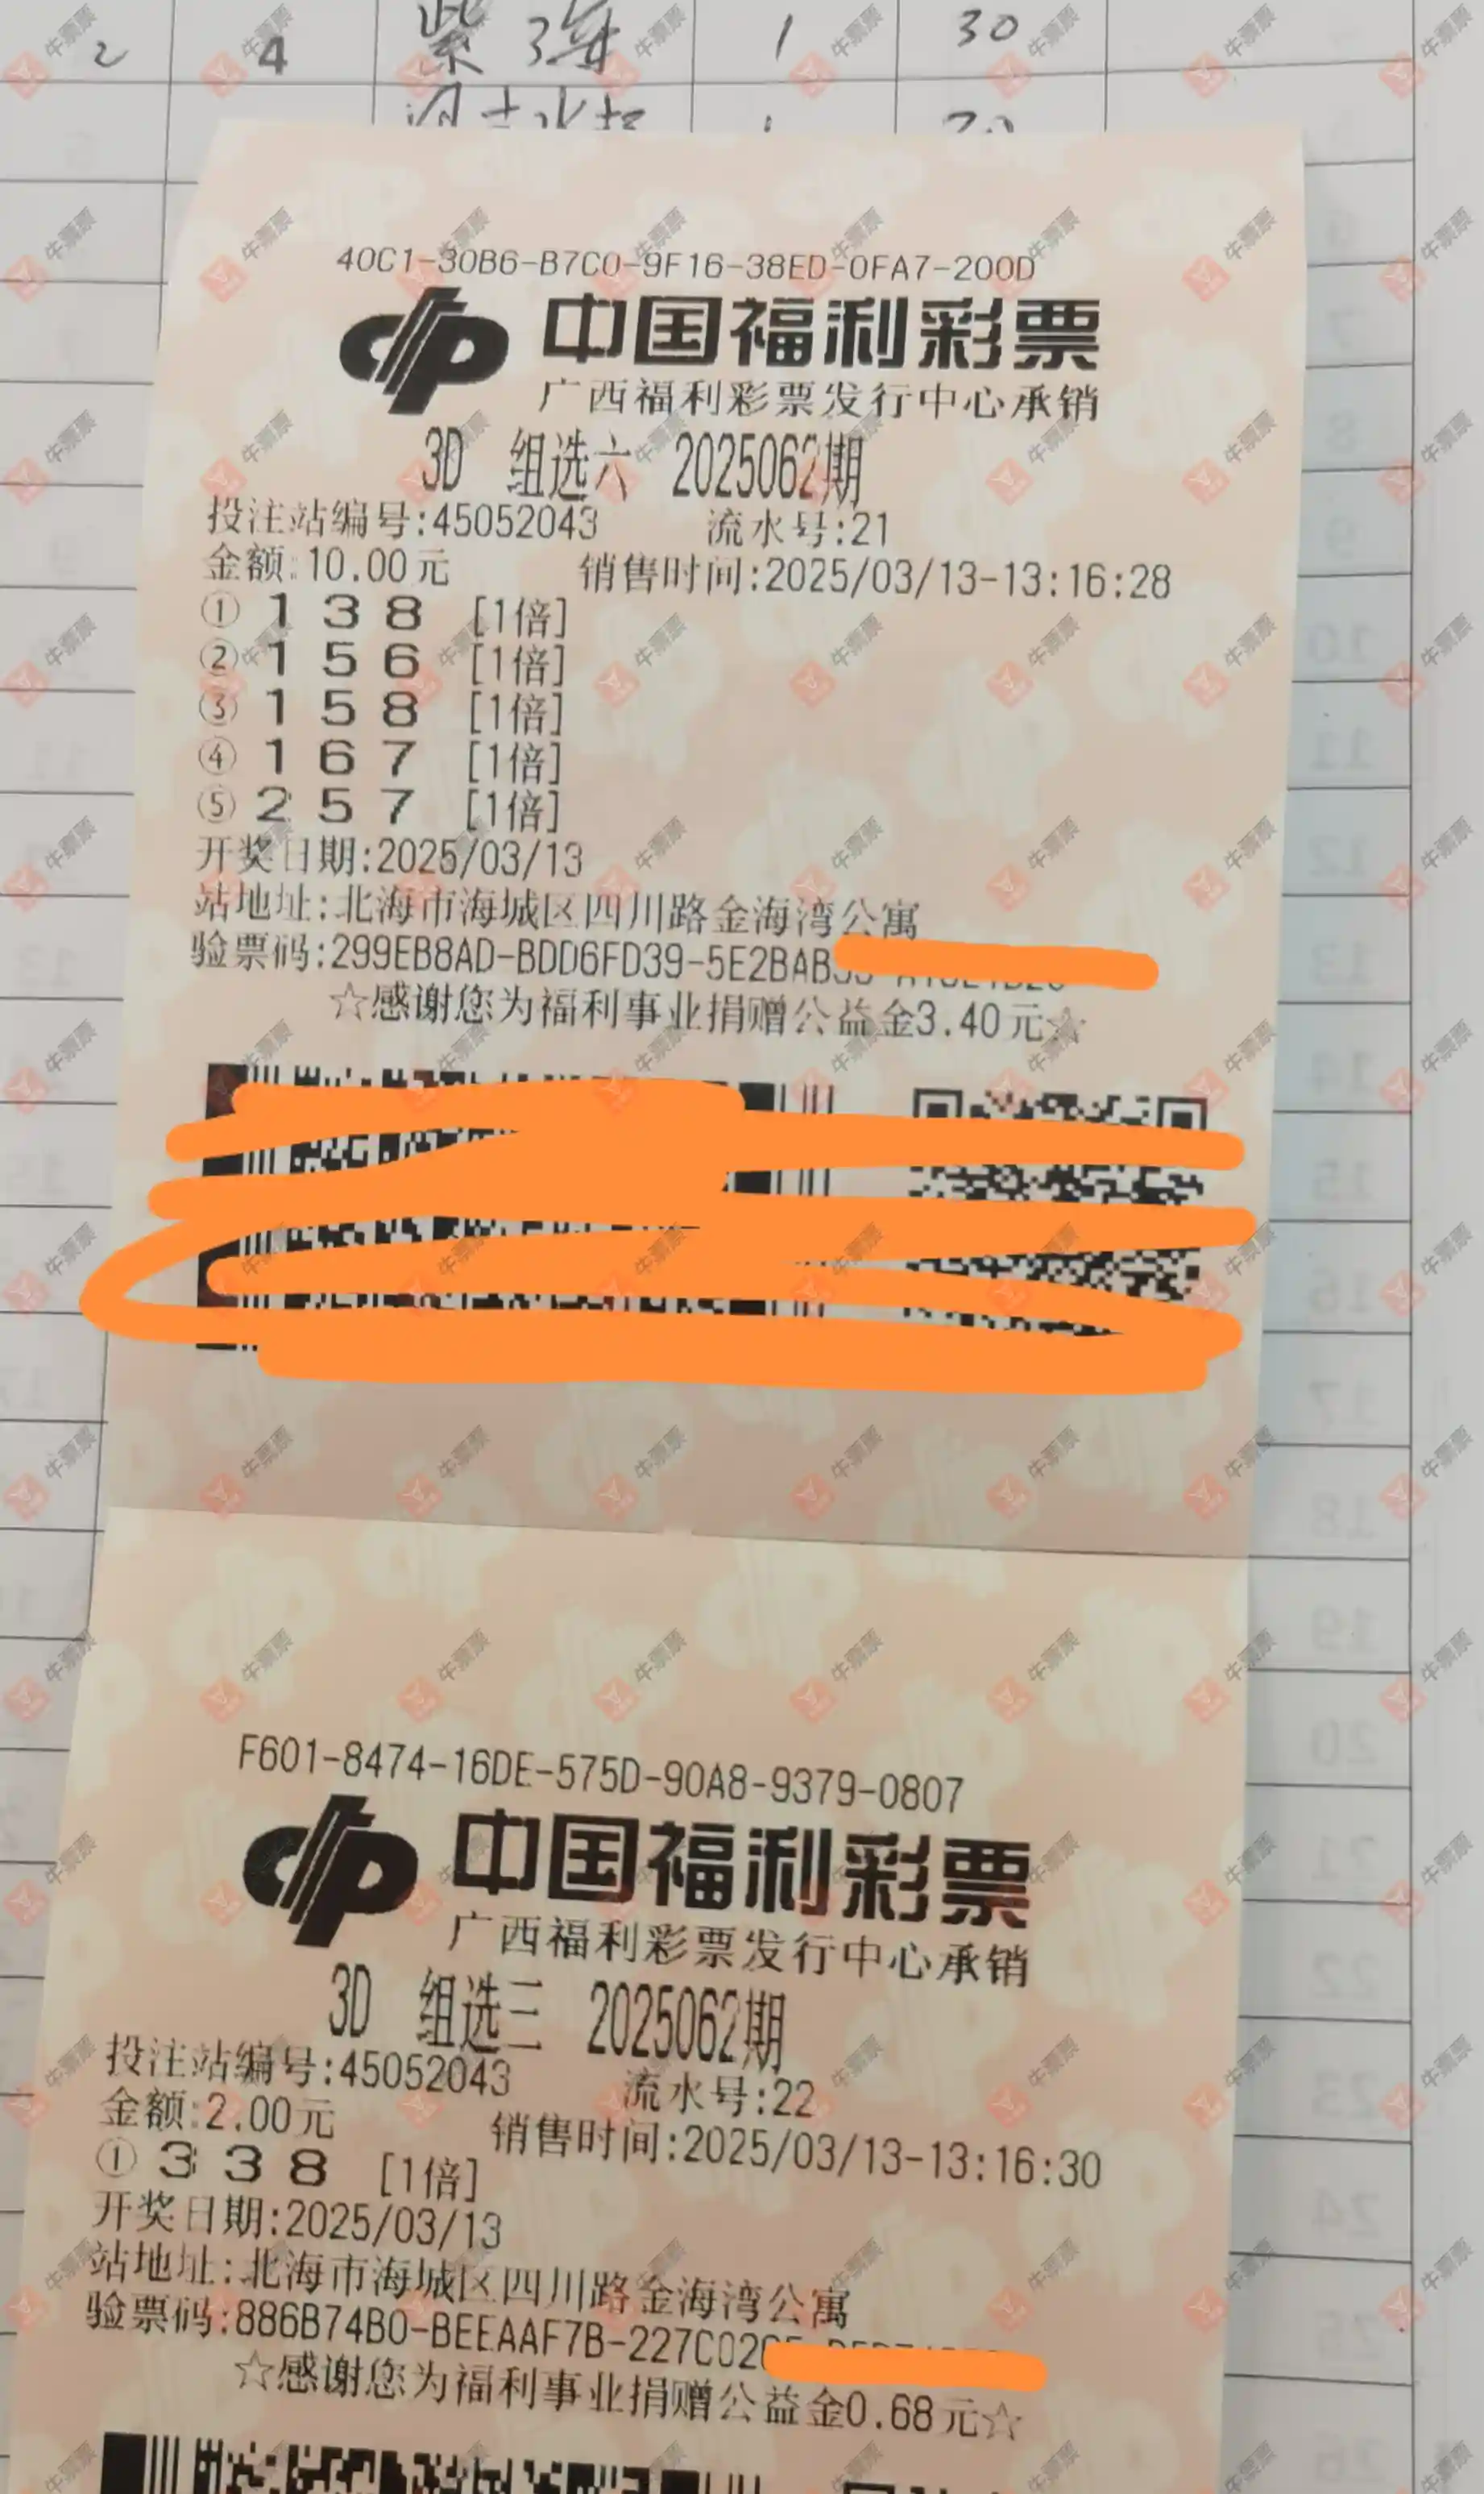 2 4 紫 1 30
40C1-30B6-B7C0-9F16-38ED-0FA7-200D
中国福利彩票
广西福利彩票发行中心承销
3D 组选六 2025062期
投注站编号:45052043 流水号:21
金额:10.00元 销售时间:2025/03/13-13:16:28
① 1 3 8 [1倍]
② 1 5 6 [1倍]
③ 1 5 8 [1倍]
④ 1 6 7 [1倍]
⑤ 2 5 7 [1倍]
开奖日期:2025/03/13
站地址:北海市海城区四川路金海湾公寓
验票码:299EB8AD-BDD6FD39-5E2BAB
☆感谢您为福利事业捐赠公益金3.40元☆
F601-8474-16DE-575D-90A8-9379-0807
中国福利彩票
广西福利彩票发行中心承销
3D 组选三 2025062期
投注站编号:45052043 流水号:22
金额:2.00元 销售时间:2025/03/13-13:16:30
① 3 3 8 [1倍]
开奖日期:2025/03/13
站地址:北海市海城区四川路金海湾公寓
验票码:886B74B0-BEEAAF7B-227C02
☆感谢您为福利事业捐赠公益金0.68元☆
牛票票